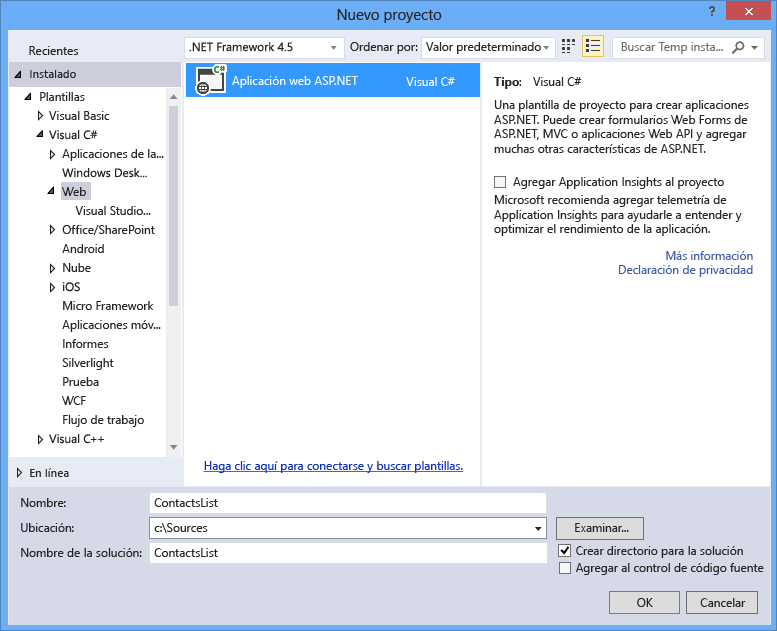 Nuevo proyecto
?
Recientes
.NET Framework 4.5
Ordenar por:
Valor predeterminado
Buscar Temp insta...
Instalado
Plantillas
Visual Basic
Visual C#
Aplicaciones de la...
Windows Desk...
Web
Visual Studio...
Office/SharePoint
Android
Nube
iOS
Micro Framework
Aplicaciones móv...
Informes
Silverlight
Prueba
WCF
Flujo de trabajo
Visual C++
En línea
C#
Aplicación web ASP.NET
Visual C#
Haga clic aquí para conectarse y buscar plantillas.
Tipo: Visual C#
Una plantilla de proyecto para crear aplicaciones
ASP.NET. Puede crear formularios Web Forms de
ASP.NET, MVC o aplicaciones Web API y agregar
muchas otras características de ASP.NET.
Agregar Application Insights al proyecto
Microsoft recomienda agregar telemetría de
Application Insights para ayudarle a entender y
optimizar el rendimiento de la aplicación.
Más información
Declaración de privacidad
Nombre:
ContactsList
Ubicación:
c:\Sources
Examinar...
Nombre de la solución:
ContactsList
Crear directorio para la solución
Agregar al control de código fuente
OK
Cancelar